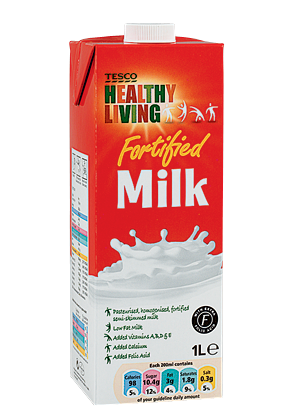 TESCO
HEALTHY
LIVING
Fortified
Milk
Pasteurised, homogenised, fortified
semi-skimmed milk
Low Fat Milk
Added Vitamins A,B,D & E
Added Calcium
Added Folic Acid
1L e
Each 200ml contains
Calories Sugar Fat Saturates Salt
98 10.4g 3g 1.8g 0.3g
5% 12% 4% 9% 5%
of your guideline daily amount